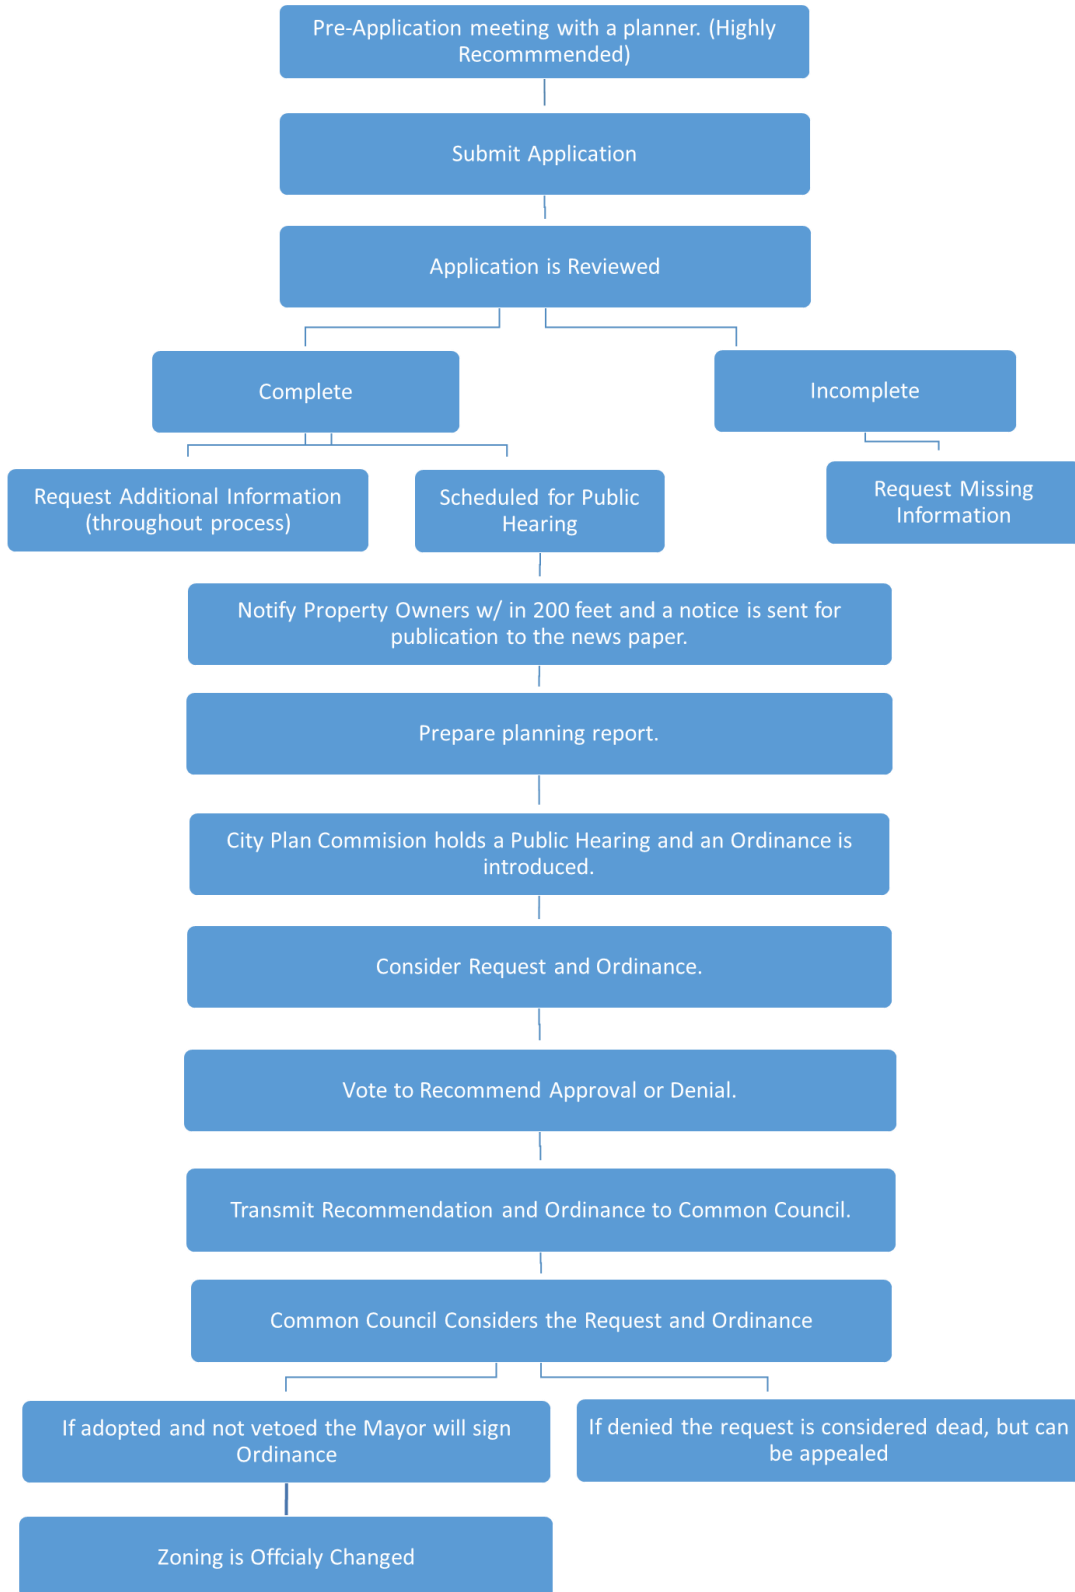 Pre-Application meeting with a planner. (Highly
Recommmended)
Submit Application
Application is Reviewed
Complete
Incomplete
Request Additional Information
(throughout process)
Scheduled for Public
Hearing
Request Missing
Information
Notify Property Owners w/ in 200 feet and a notice is sent for
publication to the news paper.
Prepare planning report.
City Plan Commision holds a Public Hearing and an Ordinance is
introduced.
Consider Request and Ordinance.
Vote to Recommend Approval or Denial.
Transmit Recommendation and Ordinance to Common Council.
Common Council Considers the Request and Ordinance
If adopted and not vetoed the Mayor will sign
Ordinance
If denied the request is considered dead, but can
be appealed
Zoning is Offcialy Changed